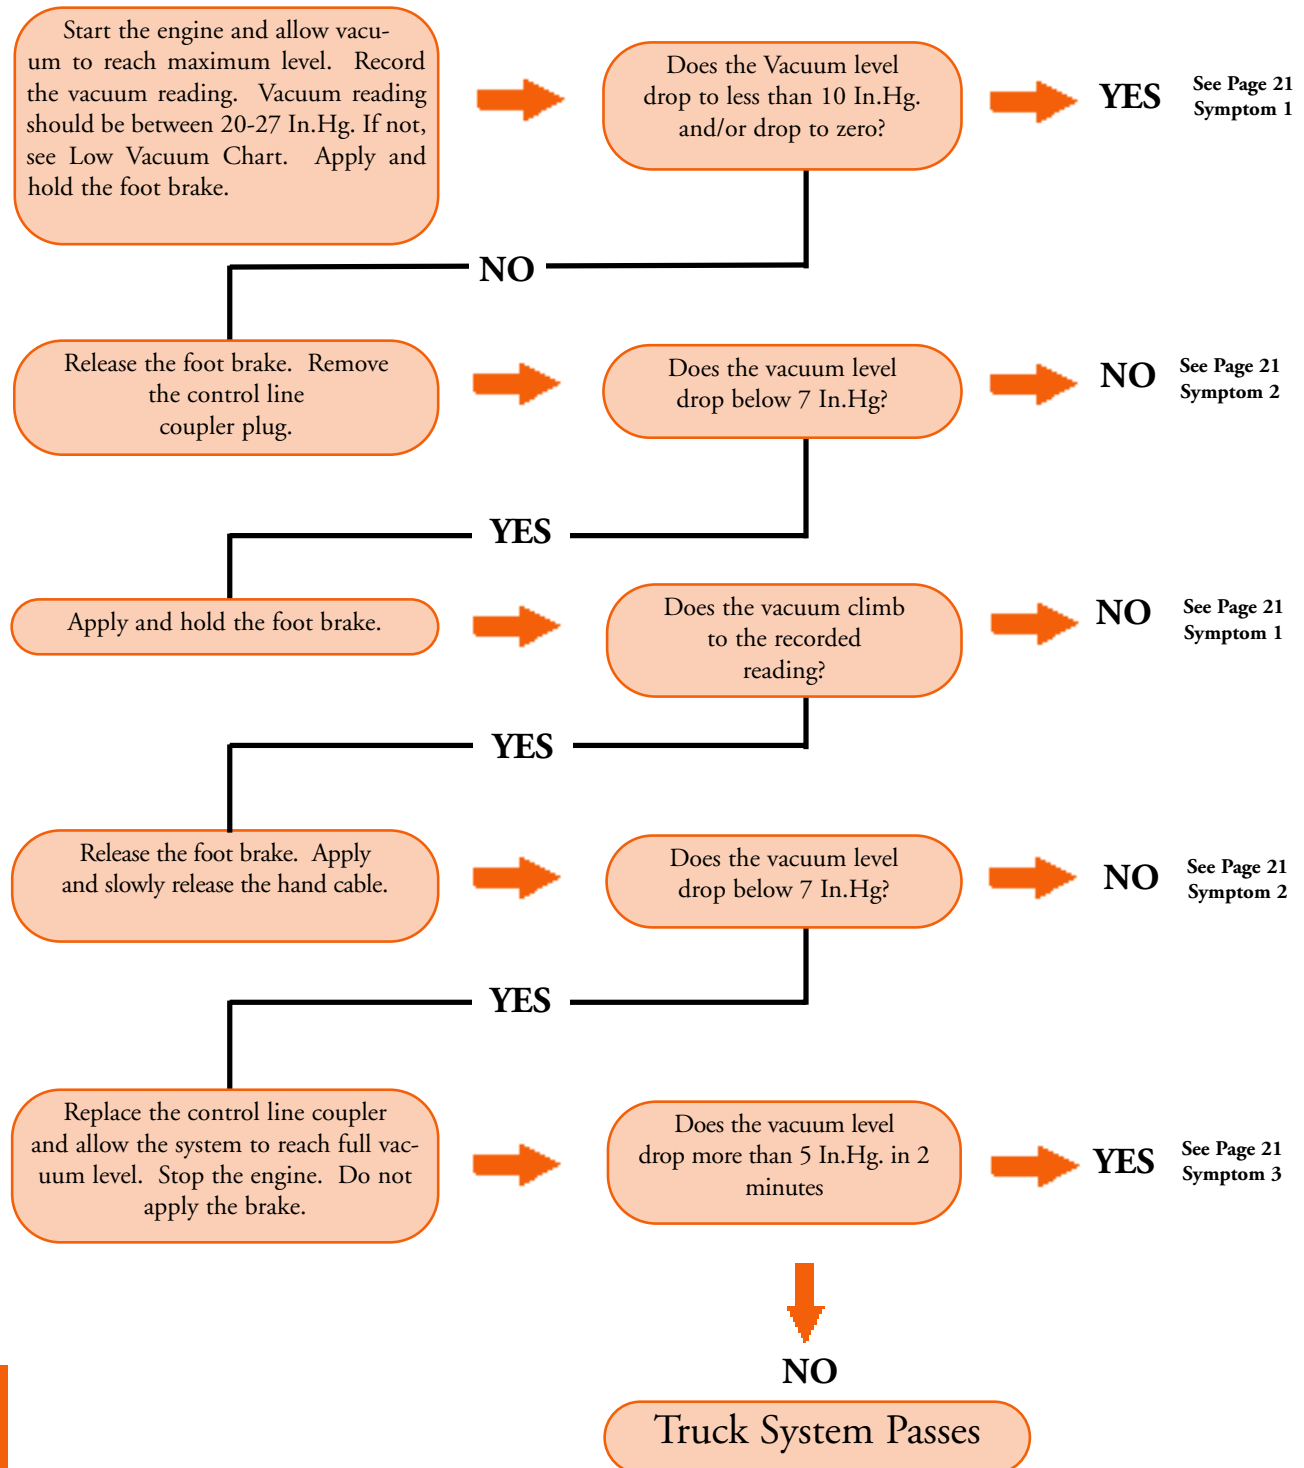 Start the engine and allow vacu-
um to reach maximum level. Record
the vacuum reading. Vacuum reading
should be between 20-27 In.Hg. If not,
see Low Vacuum Chart. Apply and
hold the foot brake.
Does the Vacuum level
drop to less than 10 In.Hg.
and/or drop to zero?
YES
See Page 21
Symptom 1
NO
Release the foot brake. Remove
the control line
coupler plug.
Does the vacuum level
drop below 7 In.Hg?
NO
See Page 21
Symptom 2
YES
Apply and hold the foot brake.
Does the vacuum climb
to the recorded
reading?
NO
See Page 21
Symptom 1
YES
Release the foot brake. Apply
and slowly release the hand cable.
Does the vacuum level
drop below 7 In.Hg?
NO
See Page 21
Symptom 2
YES
Replace the control line coupler
and allow the system to reach full vac-
uum level. Stop the engine. Do not
apply the brake.
Does the vacuum level
drop more than 5 In.Hg. in 2
minutes
YES
See Page 21
Symptom 3
NO
Truck System Passes